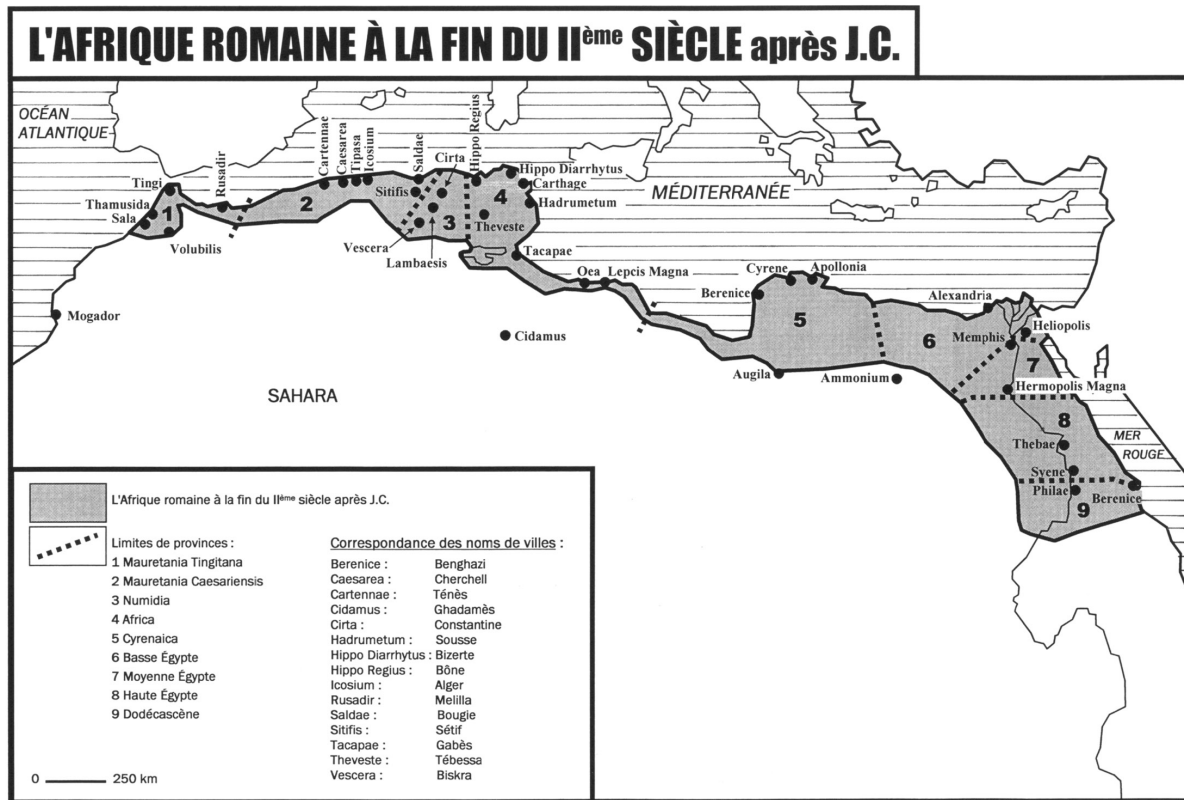 L'AFRIQUE ROMAINE À LA FIN DU IIème SIÈCLE après J.C.
OCÉAN
ATLANTIQUE
MÉDITERRANÉE
Tingi
Thamusida
Sala
1
Volubilis
Rusadir
2
Cartennae
Caesarea
Tipasa
Icosium
Saldae
Sitifis
Cirta
Hippo Regius
Hippo Diarrhytus
Carthage
Hadrumetum
4
Theveste
3
Vescera
Lambaesis
Tacapae
Oea
Lepcis Magna
Cyrene
Apollonia
Berenice
5
Alexandria
6
Memphis
Heliopolis
7
Mogador
Cidamus
Augila
Ammonium
Hermopolis Magna
SAHARA
8
Thebae
MER
ROUGE
Syene
Philae
Berenice
9
L'Afrique romaine à la fin du IIème siècle après J.C.
Limites de provinces :
1 Mauretania Tingitana
2 Mauretania Caesariensis
3 Numidia
4 Africa
5 Cyrenaica
6 Basse Égypte
7 Moyenne Égypte
8 Haute Égypte
9 Dodécascène
Correspondance des noms de villes :
Berenice : Benghazi
Caesarea : Cherchell
Cartennae : Ténès
Cidamus : Ghadamès
Cirta : Constantine
Hadrumetum : Sousse
Hippo Diarrhytus : Bizerte
Hippo Regius : Bône
Icosium : Alger
Rusadir : Melilla
Saldae : Bougie
Sitifis : Sétif
Tacapae : Gabès
Theveste : Tébessa
Vescera : Biskra
0 250 km